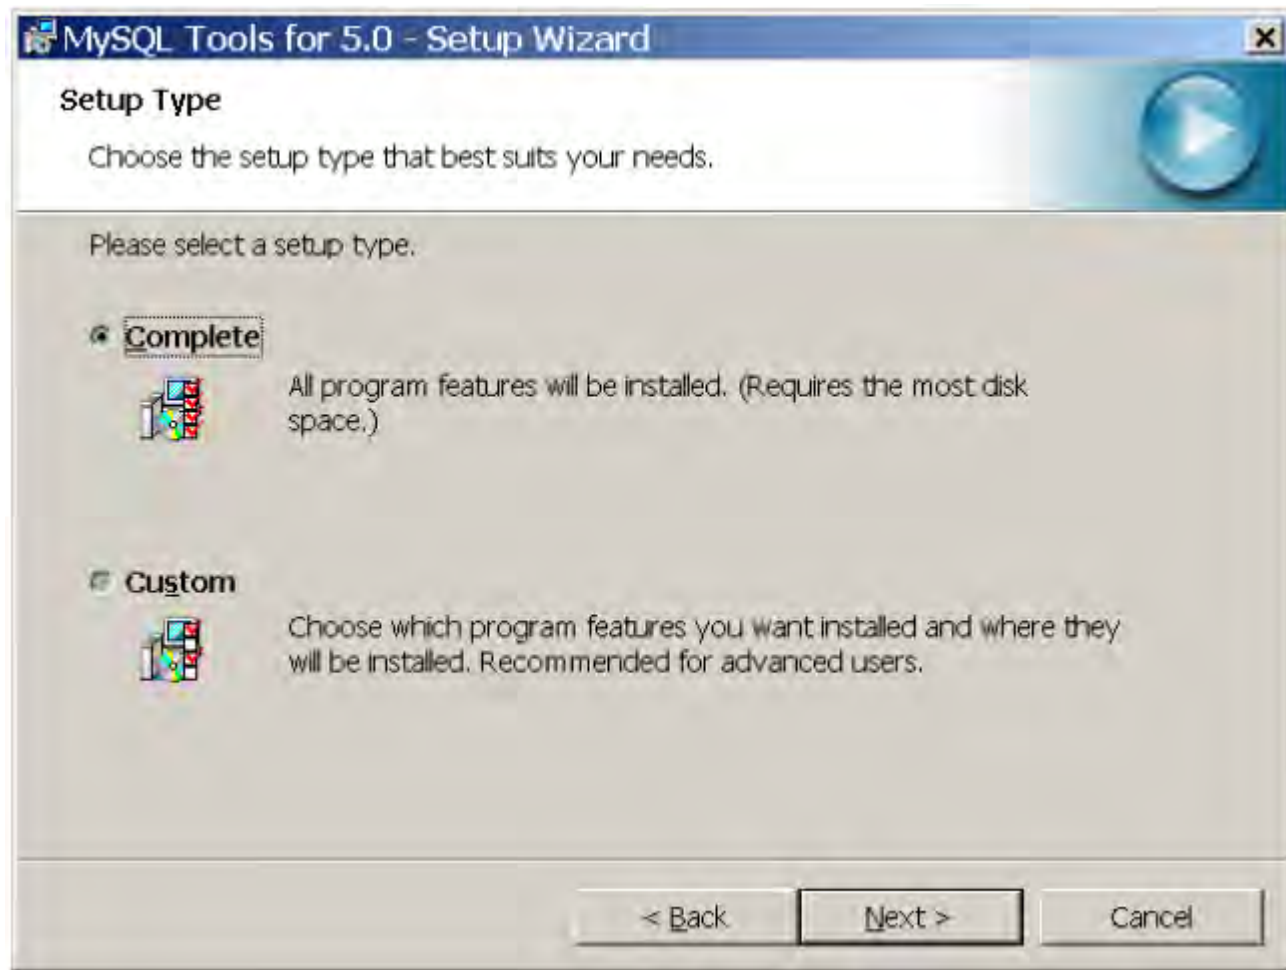 MySQL Tools for 5.0 - Setup Wizard
Setup Type
Choose the setup type that best suits your needs.
Please select a setup type.
Complete
All program features will be installed. (Requires the most disk
space.)
Custom
Choose which program features you want installed and where they
will be installed. Recommended for advanced users.
< Back
Next >
Cancel